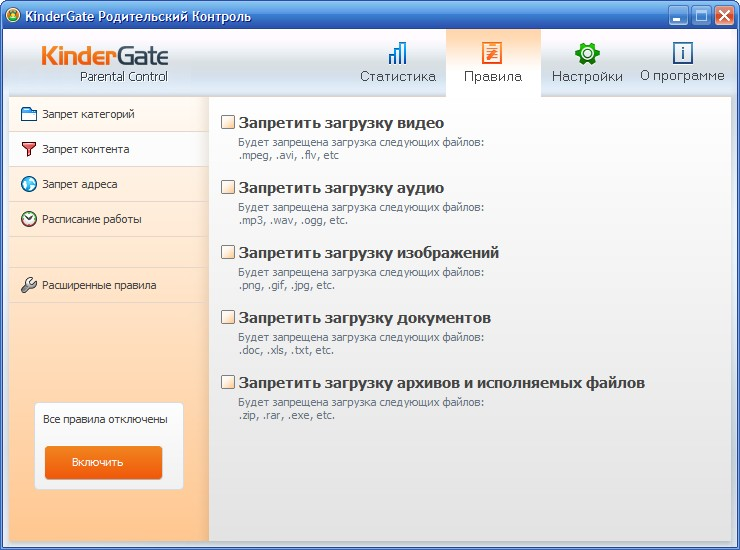 KinderGate Родительский Контроль
KinderGate
Parental Control
Статистика
Правила
Настройки
О программе
Запрет категорий
Запрет контента
Запрет адреса
Расписание работы
Расширенные правила
Все правила отключены
Включить
Запретить загрузку видео
Будет запрещена загрузка следующих файлов:
.mpeg, .avi, .flv, etc
Запретить загрузку аудио
Будет запрещена загрузка следующих файлов:
.mp3, .wav, .ogg, etc.
Запретить загрузку изображений
Будет запрещена загрузка следующих файлов:
.png, .gif, .jpg, etc.
Запретить загрузку документов
Будет запрещена загрузка следующих файлов:
.doc, .xls, .txt, etc.
Запретить загрузку архивов и исполняемых файлов
Будет запрещена загрузка следующих файлов:
.zip, .rar, .exe, etc.